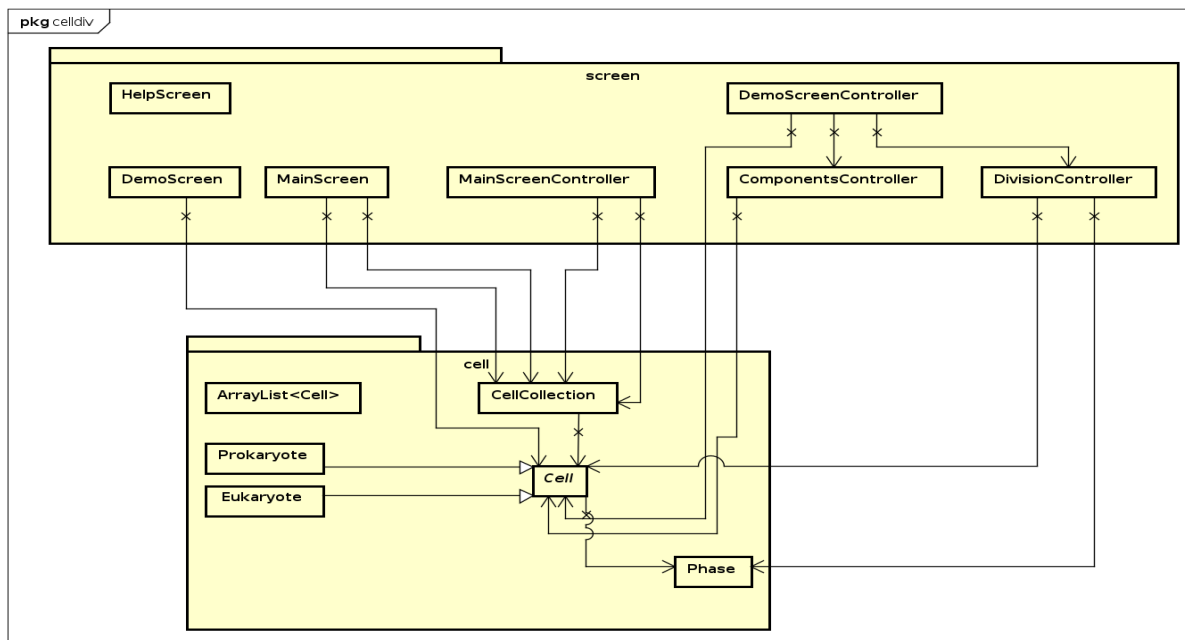 pkg celldiv
screen
HelpScreen
DemoScreenController
DemoScreen
MainScreen
MainScreenController
ComponentsController
DivisionController
cell
ArrayList<Cell>
CellCollection
Prokaryote
Cell
Eukaryote
Phase